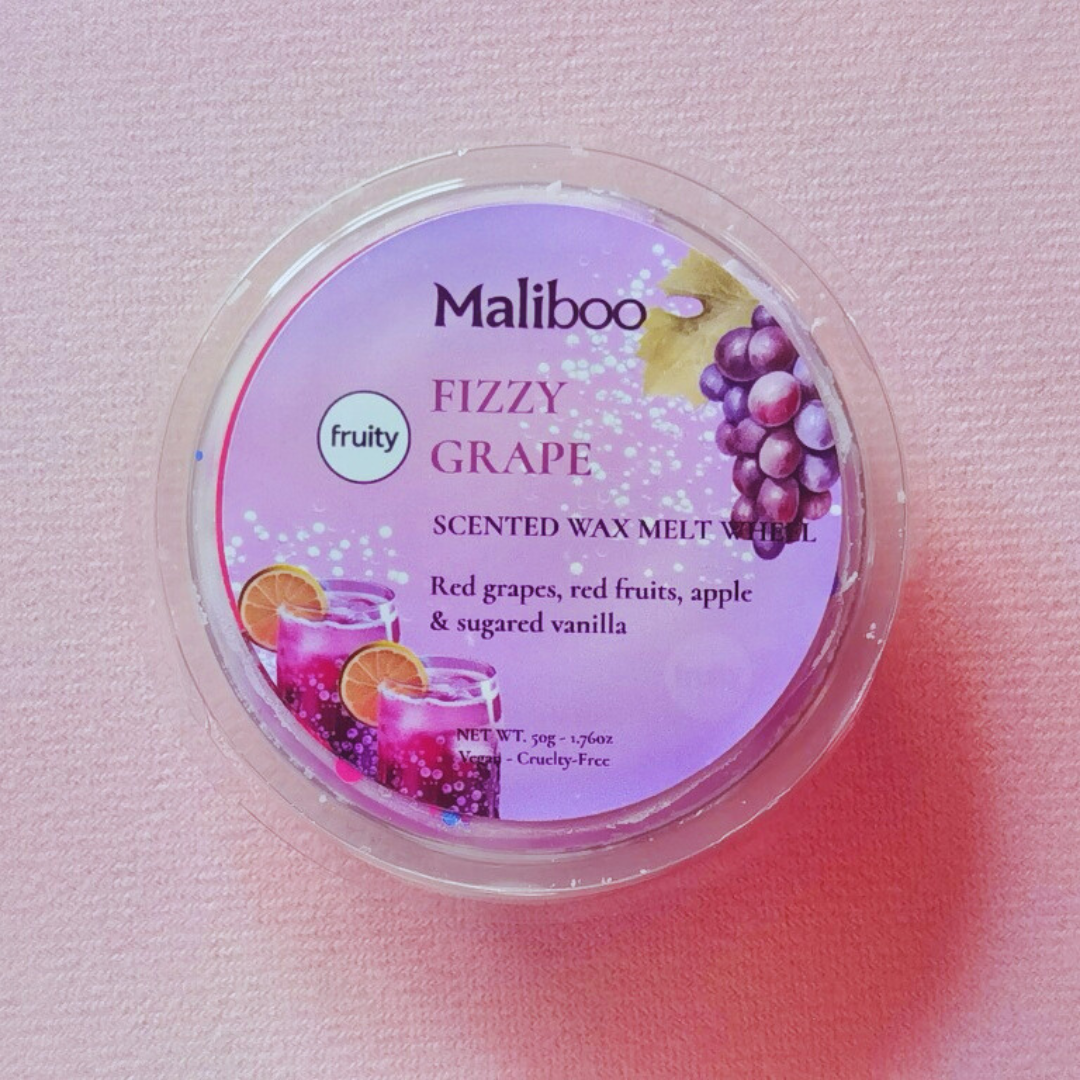 Maliboo
fruity
FIZZY
GRAPE
SCENTED WAX MELT WHEEL
Red grapes, red fruits, apple
& sugared vanilla
NET WT. 50g - 1.76oz
Vegan - Cruelty-Free